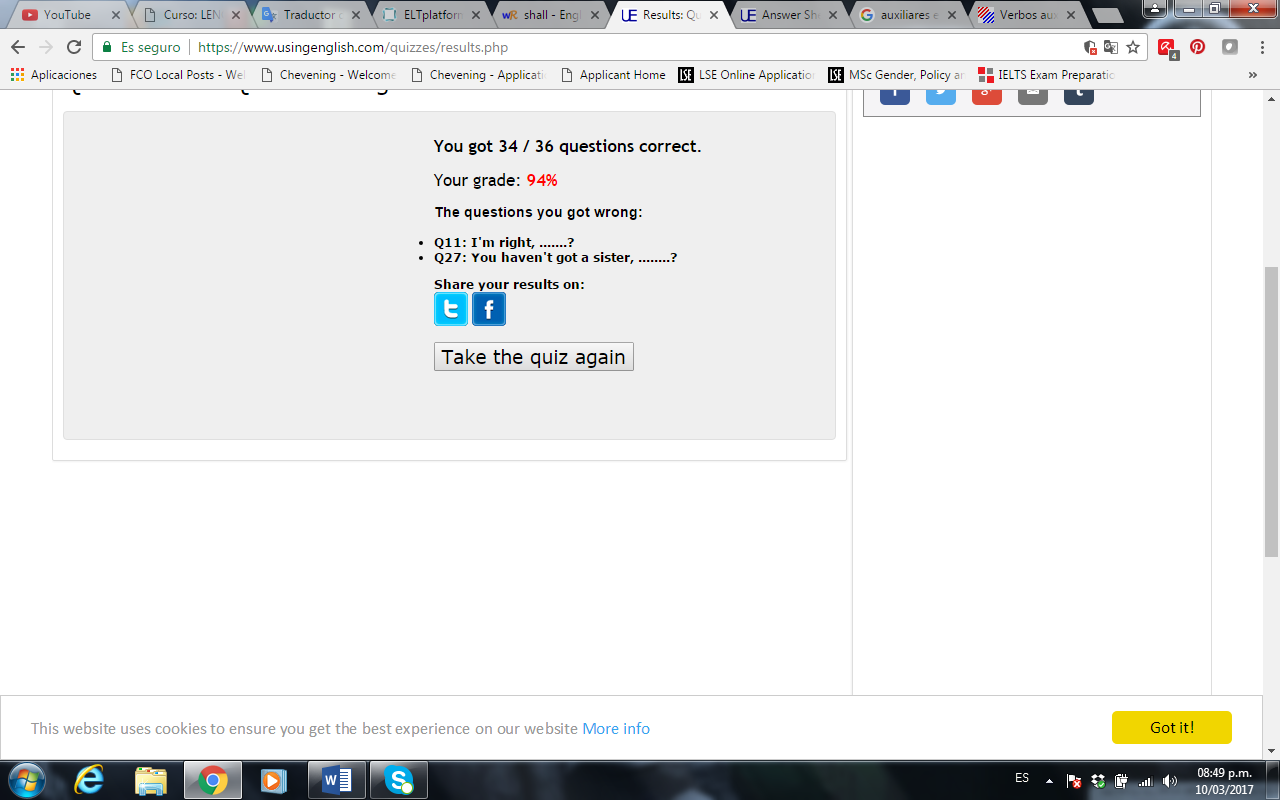 YouTube
Curso: LEN
Traductor
ELTplatform
shall - Eng
Results: Qu
Answer She
auxiliares e
Verbos aux
Es seguro
https://www.usingenglish.com/quizzes/results.php
4
Aplicaciones
FCO Local Posts - Wel
Chevening - Welcome
Chevening - Applicati
Applicant Home
LSE Online Application
MSc Gender, Policy an
IELTS Exam Preparatio
You got 34 / 36 questions correct.
Your grade: 94%
The questions you got wrong:
Q11: I'm right, .......?
Q27: You haven't got a sister, ........?
Share your results on:
Take the quiz again
This website uses cookies to ensure you get the best experience on our website More info
Got it!
ES
08:49 p.m.
10/03/2017